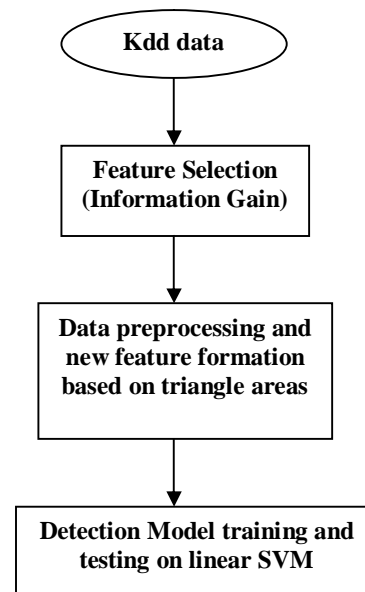 Kdd data
Feature Selection
(Information Gain)
Data preprocessing and
new feature formation
based on triangle areas
Detection Model training and
testing on linear SVM